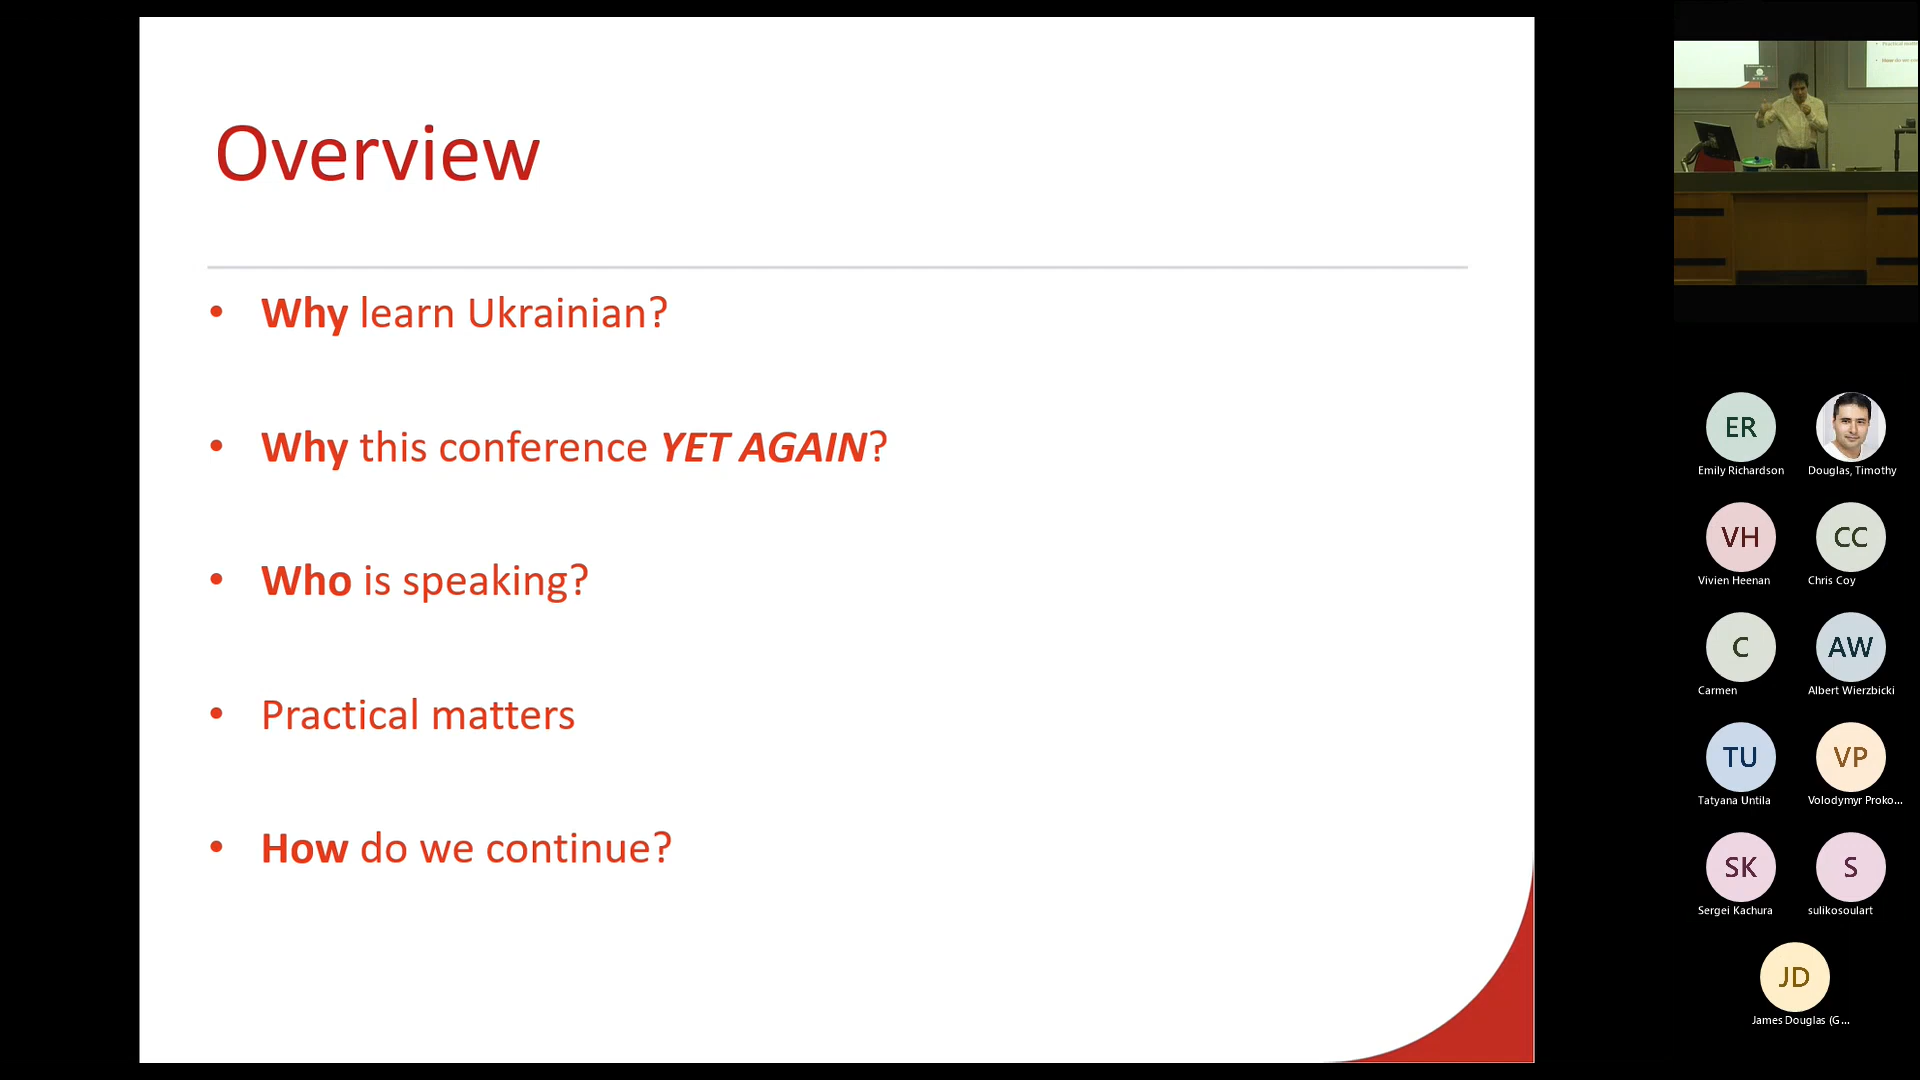 Overview
• Why learn Ukrainian?
• Why this conference YET AGAIN?
• Who is speaking?
• Practical matters
• How do we continue?
ER
Emily Richardson
Douglas, Timothy
VH
Vivien Heenan
CC
Chris Coy
C
Carmen
AW
Albert Wierzbicki
TU
Tatyana Untila
VP
Volodymyr Proko...
SK
Sergei Kachura
S
sulikosoulart
JD
James Douglas (G...